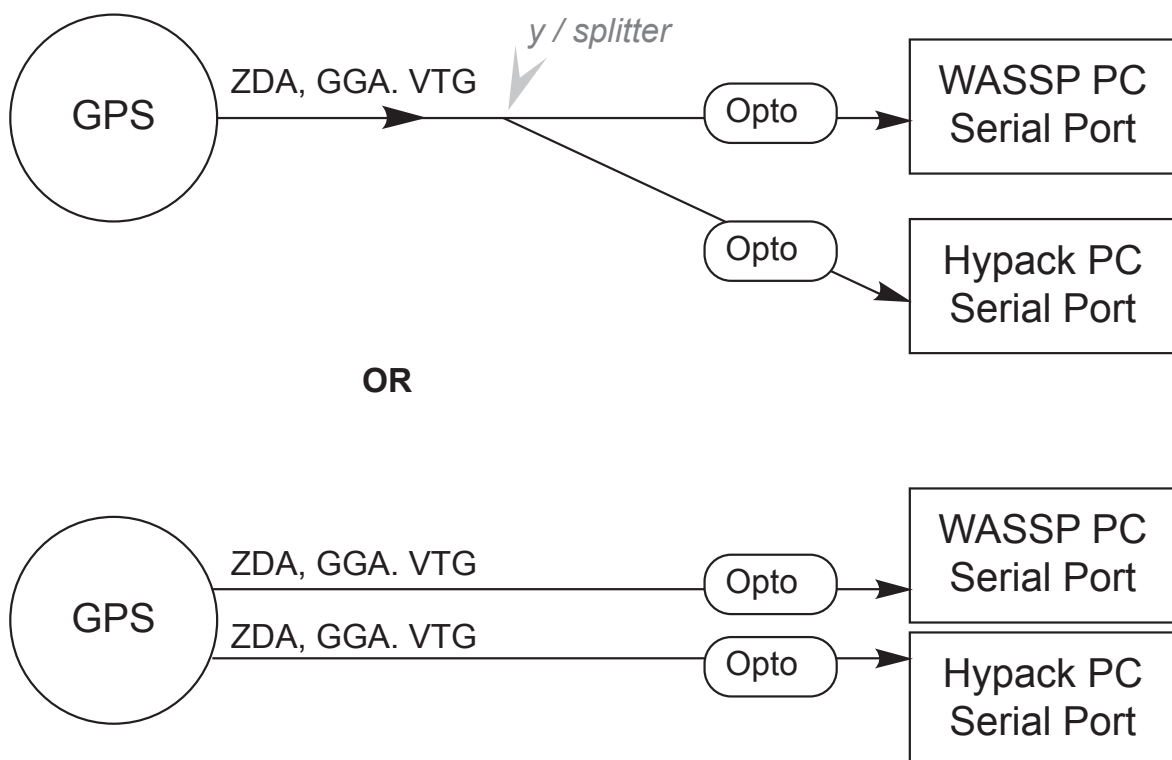 y / splitter
GPS
ZDA, GGA. VTG
Opto
WASSP PC
Serial Port
Opto
Hypack PC
Serial Port
OR
GPS
ZDA, GGA. VTG
Opto
WASSP PC
Serial Port
ZDA, GGA. VTG
Opto
Hypack PC
Serial Port